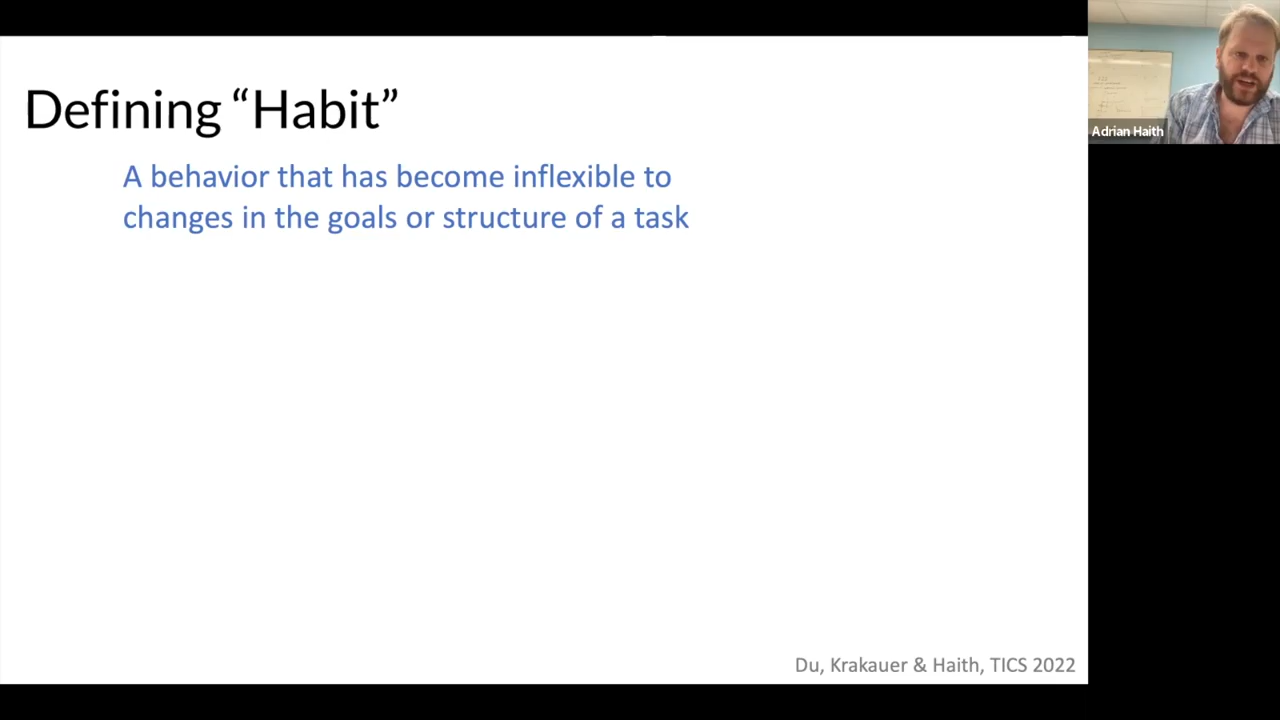 Defining “Habit”
A behavior that has become inflexible to
changes in the goals or structure of a task
Du, Krakauer & Haith, TICS 2022
Adrian Haith